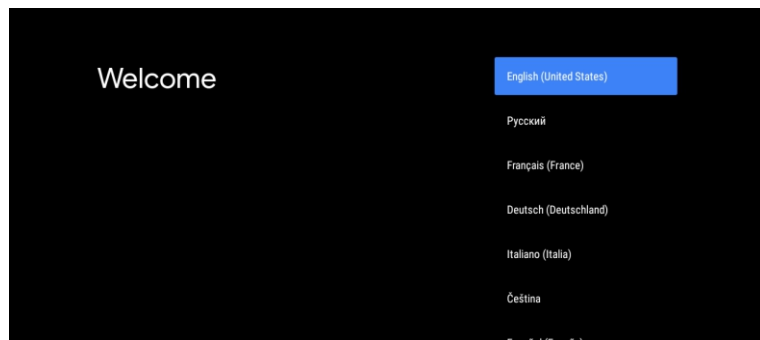 Welcome
English (United States)
Русский
Français (France)
Deutsch (Deutschland)
Italiano (Italia)
Čeština